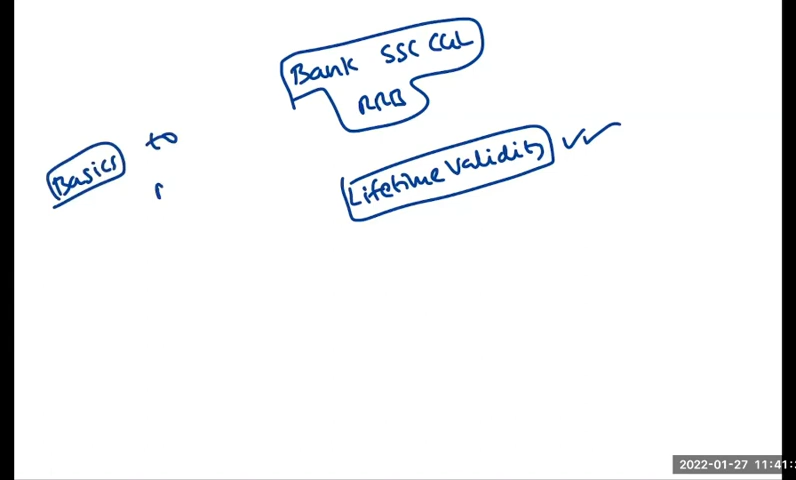 Bank SSC CGL
RRB
Basics to
Lifetime Validity
2022-01-27 11:41: